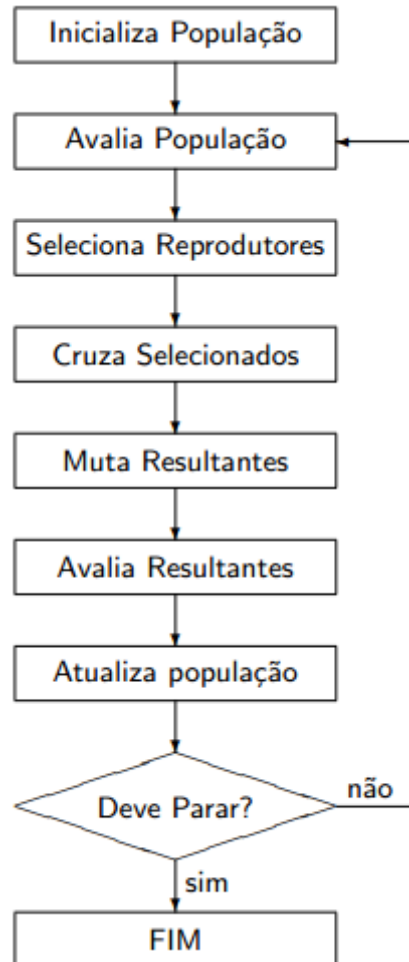 Inicializa População
Avalia População
Seleciona Reprodutores
Cruza Selecionados
Muta Resultantes
Avalia Resultantes
Atualiza população
Deve Parar?
não
sim
FIM